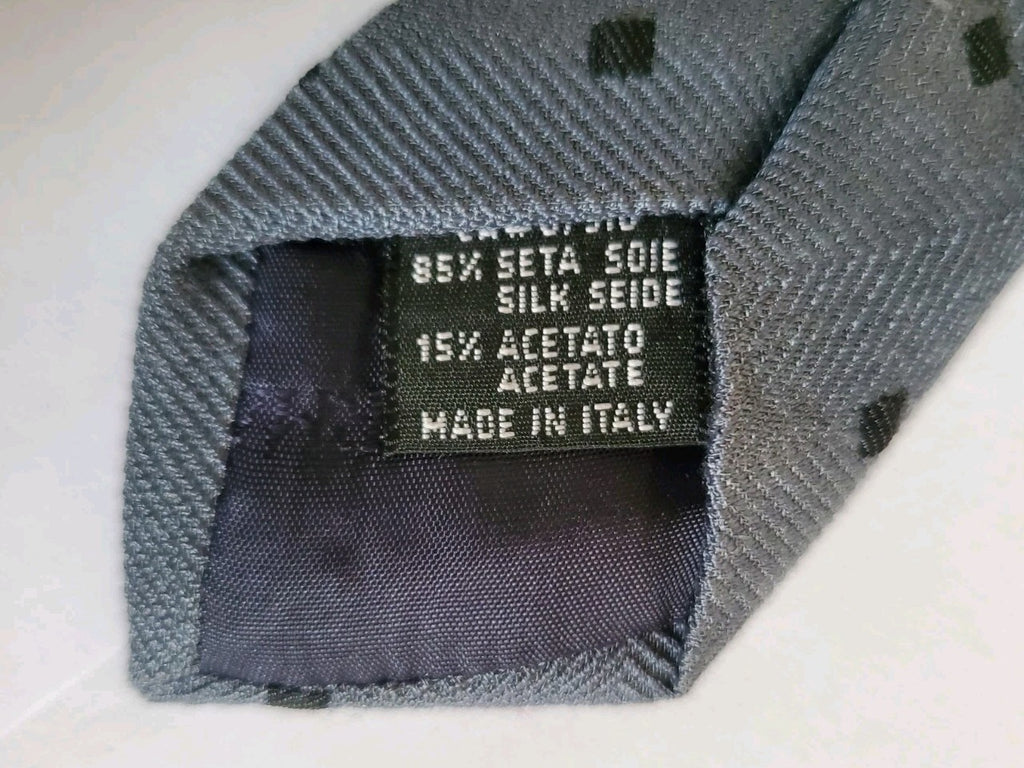 85% SETA SOIE
SILK SEIDE
15% ACETATO
ACETATE
MADE IN ITALY